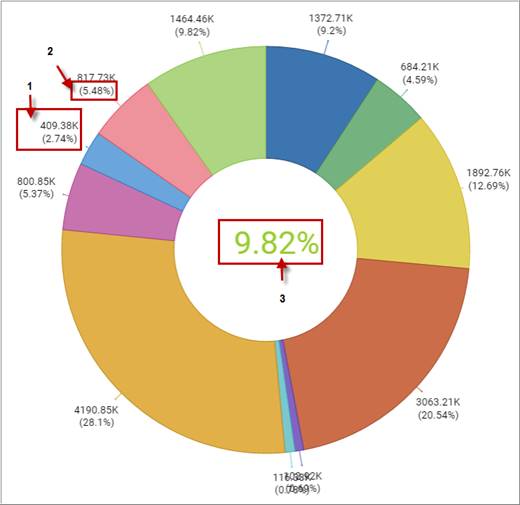 1464.46K
(9.82%)
1372.71K
(9.2%)
2
817.73K
(5.48%)
684.21K
(4.59%)
1
409.38K
(2.74%)
1892.76K
(12.69%)
800.85K
(5.37%)
9.82%
3
4190.85K
(28.1%)
3063.21K
(20.54%)